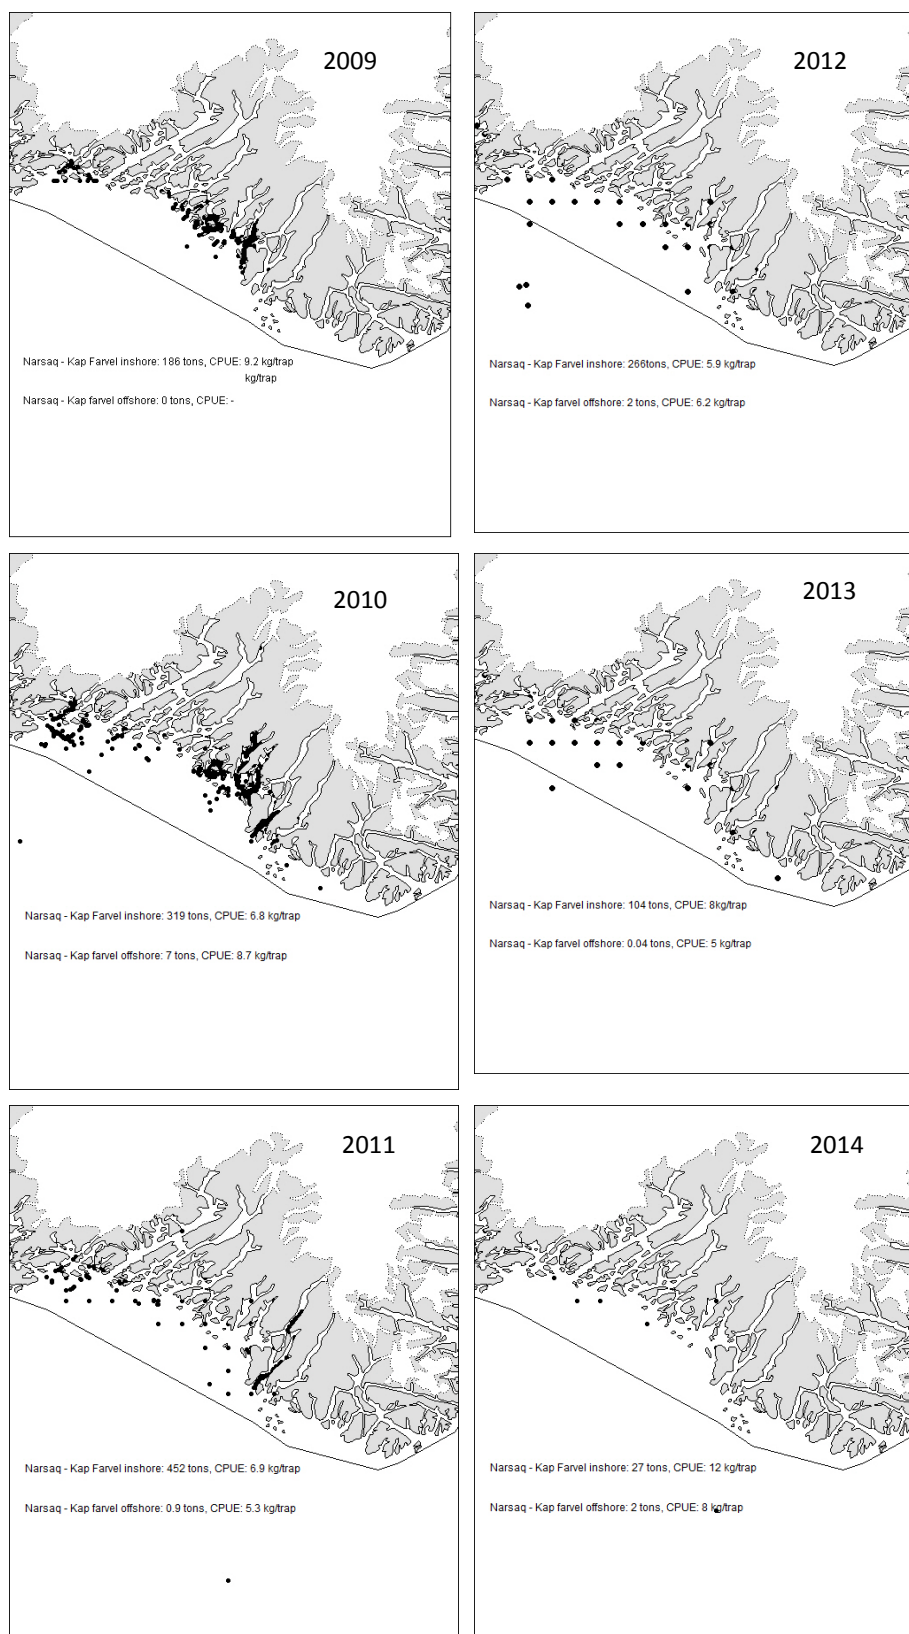 2009
Narsaq - Kap Farvel inshore: 186 tons, CPUE: 9.2 kg/trap
kg/trap
Narsaq - Kap farvel offshore: 0 tons, CPUE: -
2012
Narsaq - Kap Farvel inshore: 266tons, CPUE: 5.9 kg/trap
Narsaq - Kap farvel offshore: 2 tons, CPUE: 6.2 kg/trap
2010
Narsaq - Kap Farvel inshore: 319 tons, CPUE: 6.8 kg/trap
Narsaq - Kap farvel offshore: 7 tons, CPUE: 8.7 kg/trap
2013
Narsaq - Kap Farvel inshore: 104 tons, CPUE: 8kg/trap
Narsaq - Kap farvel offshore: 0.04 tons, CPUE: 5 kg/trap
2011
Narsaq - Kap Farvel inshore: 452 tons, CPUE: 6.9 kg/trap
Narsaq - Kap farvel offshore: 0.9 tons, CPUE: 5.3 kg/trap
2014
Narsaq - Kap Farvel inshore: 27 tons, CPUE: 12 kg/trap
Narsaq - Kap farvel offshore: 2 tons, CPUE: 8 kg/trap